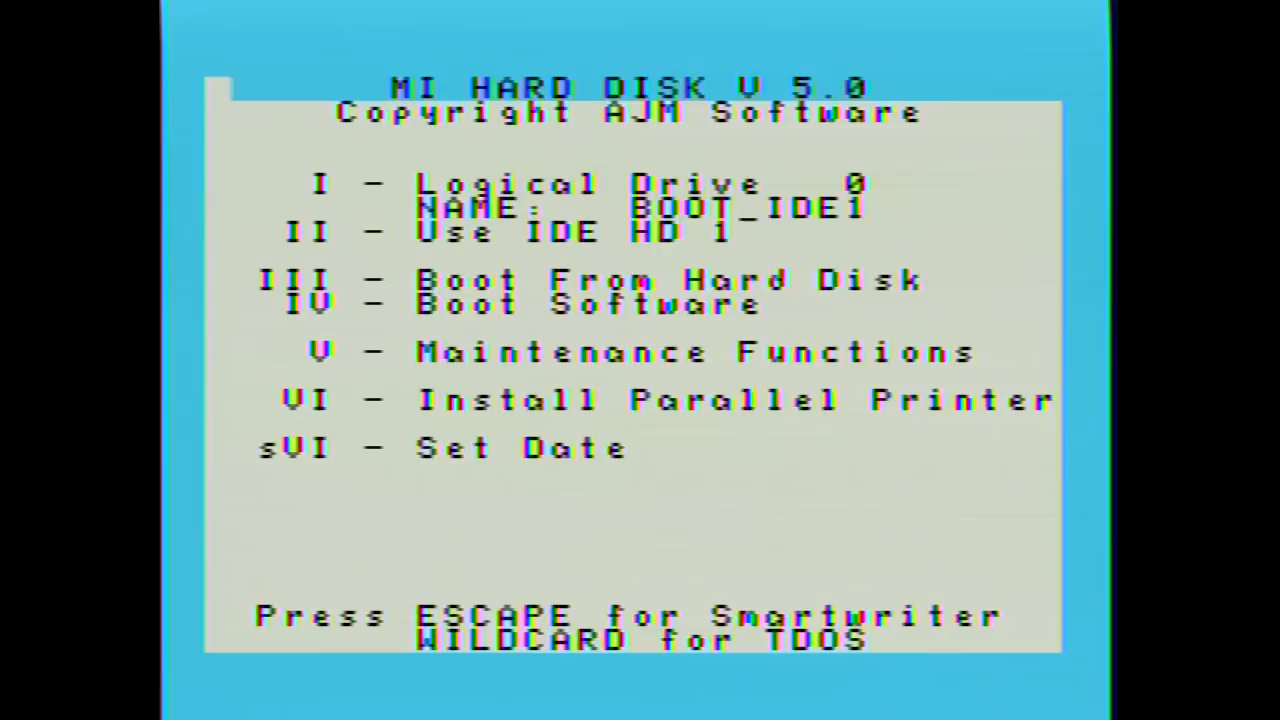 MI HARD DISK V 5.0
Copyright AJM Software
I - Logical Drive 0
NAME: BOOT_IDE1
II - Use IDE HD 1
III - Boot From Hard Disk
IV - Boot Software
V - Maintenance Functions
VI - Install Parallel Printer
sVI - Set Date
Press ESCAPE for Smartwriter
WILDCARD for TDOS